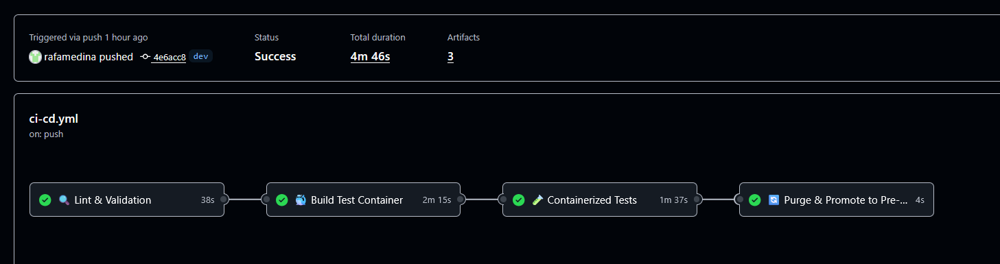 Triggered via push 1 hour ago
rafamedina pushed 4e6acc8 dev
Status
Success
Total duration
4m 46s
Artifacts
3
ci-cd.yml
on: push
Lint & Validation 38s
Build Test Container 2m 15s
Containerized Tests 1m 37s
Purge & Promote to Pre-... 4s